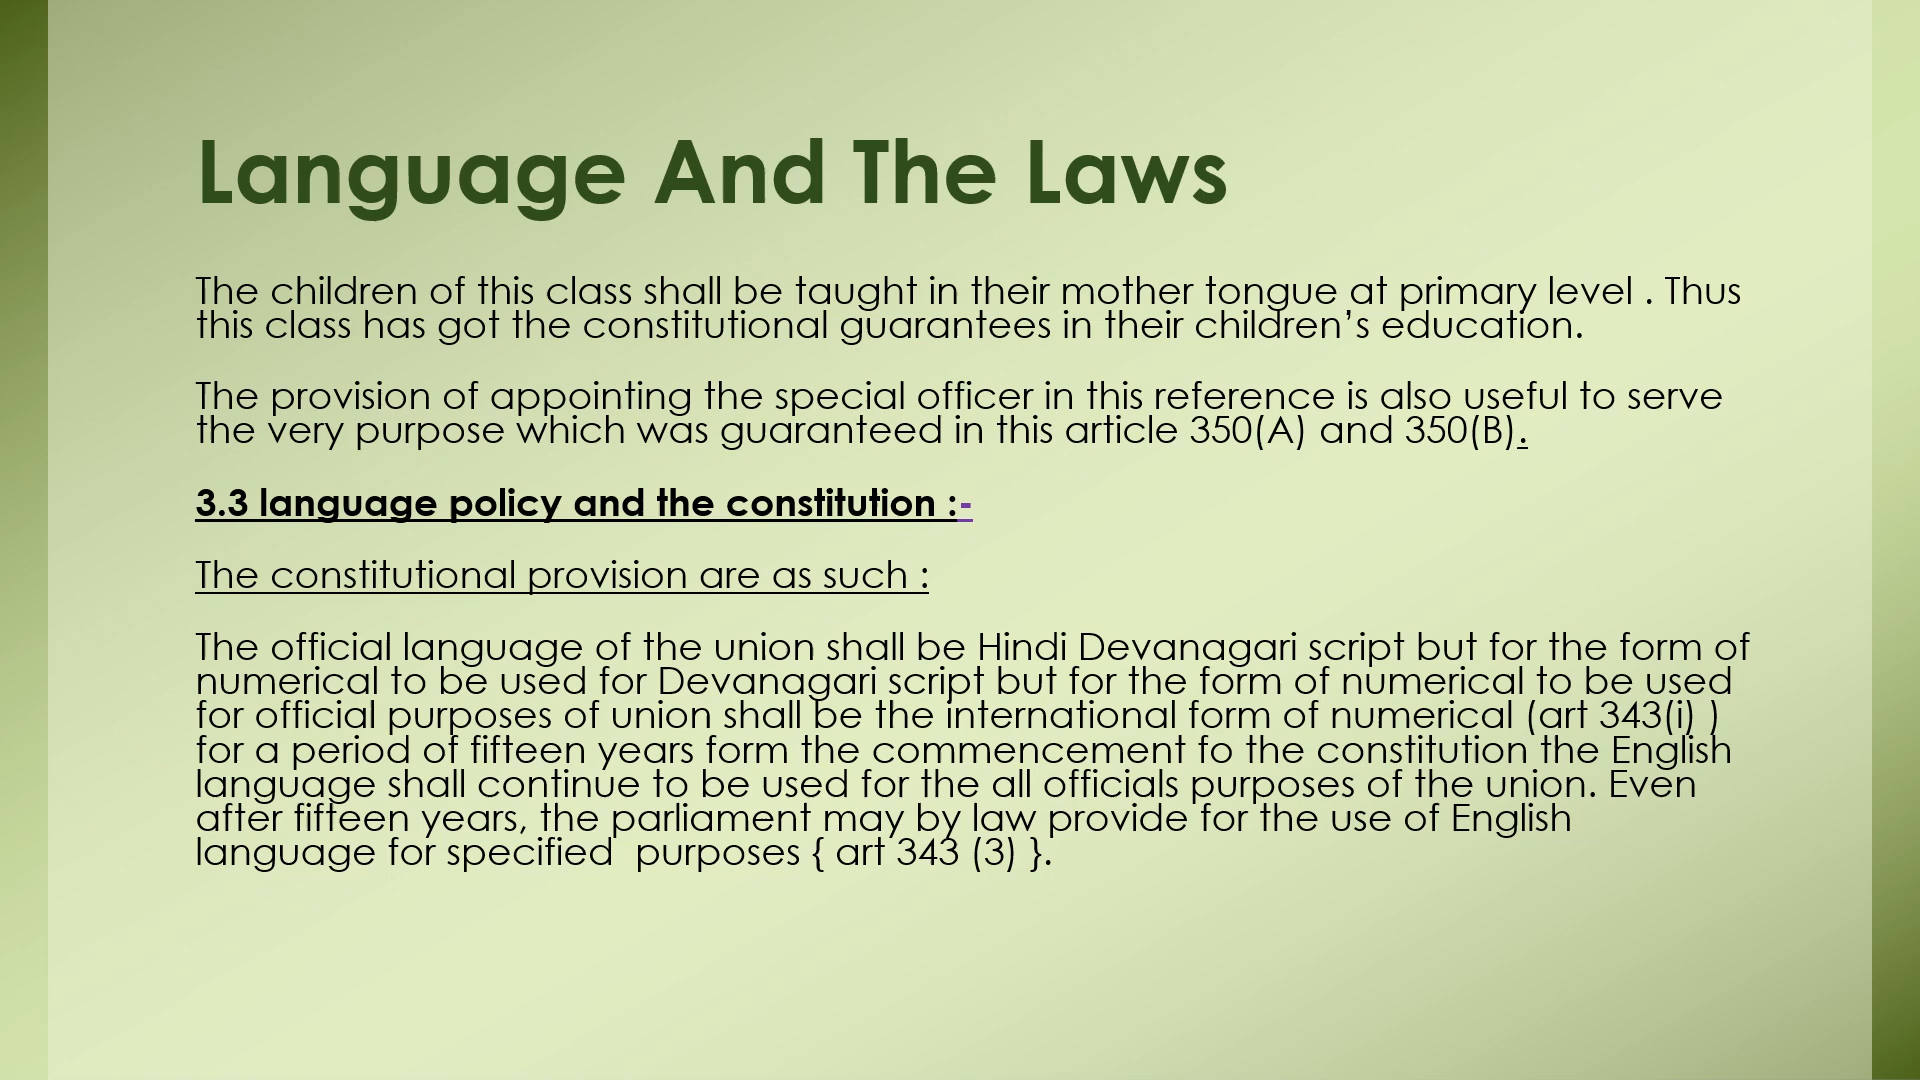 Language And The Laws
The children of this class shall be taught in their mother tongue at primary level . Thus
this class has got the constitutional guarantees in their children’s education.
The provision of appointing the special officer in this reference is also useful to serve
the very purpose which was guaranteed in this article 350(A) and 350(B).
3.3 language policy and the constitution :-
The constitutional provision are as such :
The official language of the union shall be Hindi Devanagari script but for the form of
numerical to be used for Devanagari script but for the form of numerical to be used
for official purposes of union shall be the international form of numerical (art 343(i) )
for a period of fifteen years form the commencement fo the constitution the English
language shall continue to be used for the all officials purposes of the union. Even
after fifteen years, the parliament may by law provide for the use of English
language for specified  purposes { art 343 (3) }.